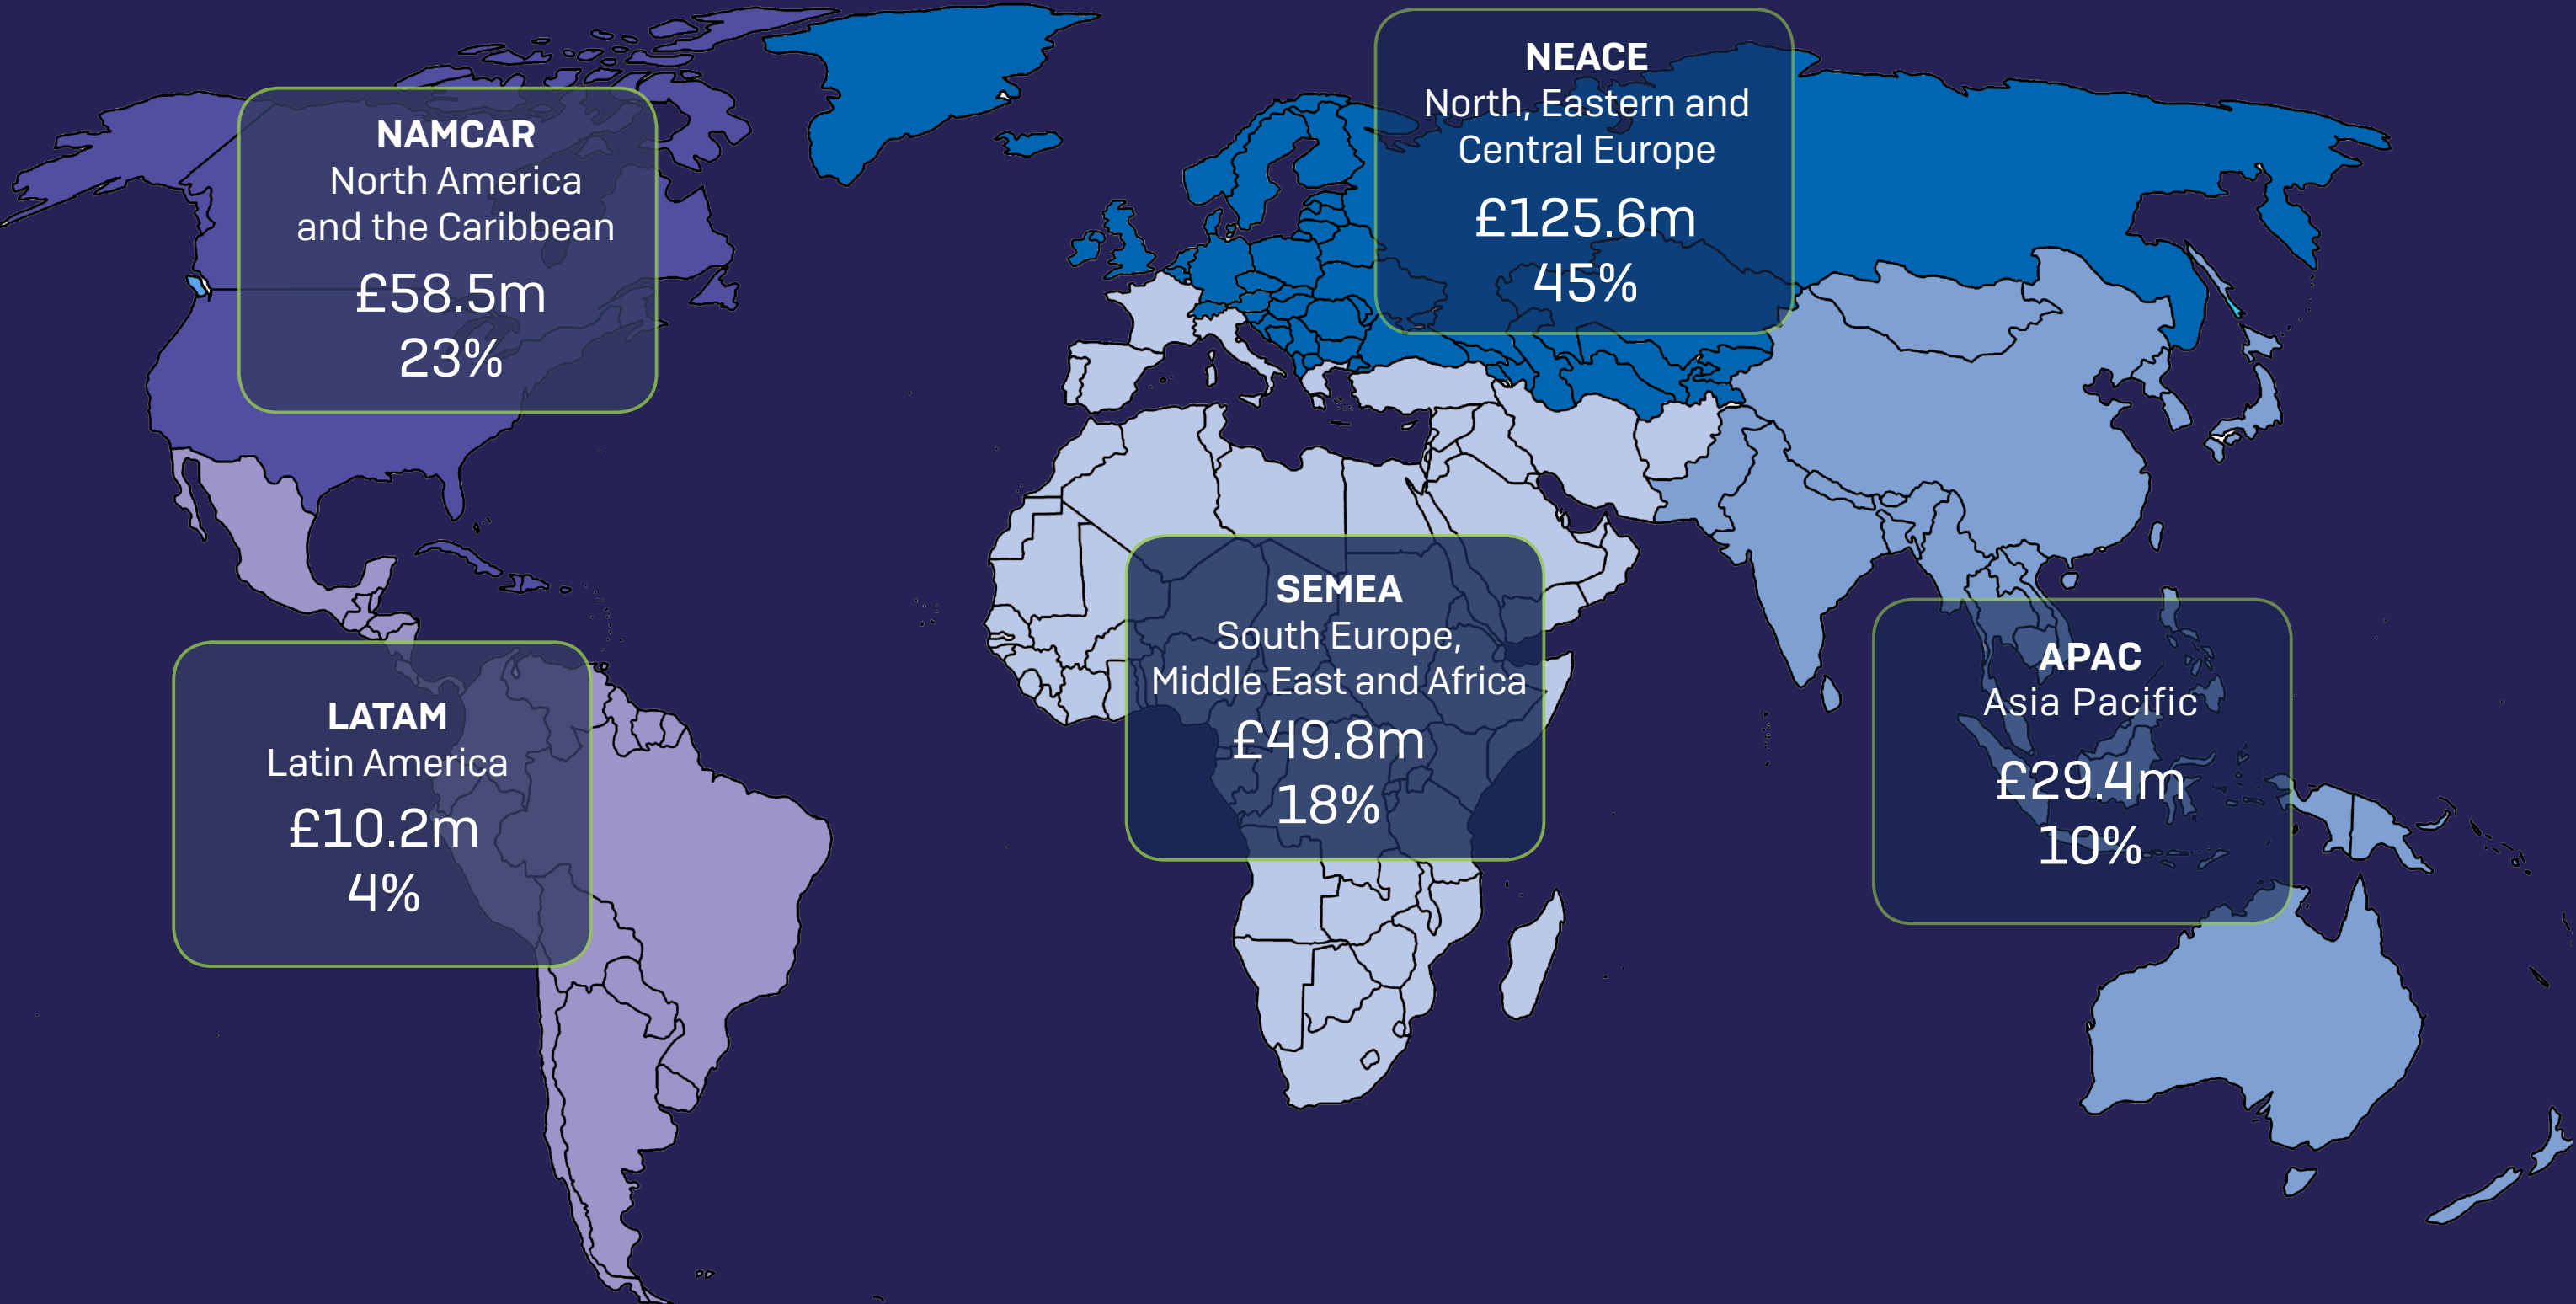 NAMCAR
North America
and the Caribbean
£58.5m
23%
NEACE
North, Eastern and
Central Europe
£125.6m
45%
LATAM
Latin America
£10.2m
4%
SEMEA
South Europe,
Middle East and Africa
£49.8m
18%
APAC
Asia Pacific
£29.4m
10%